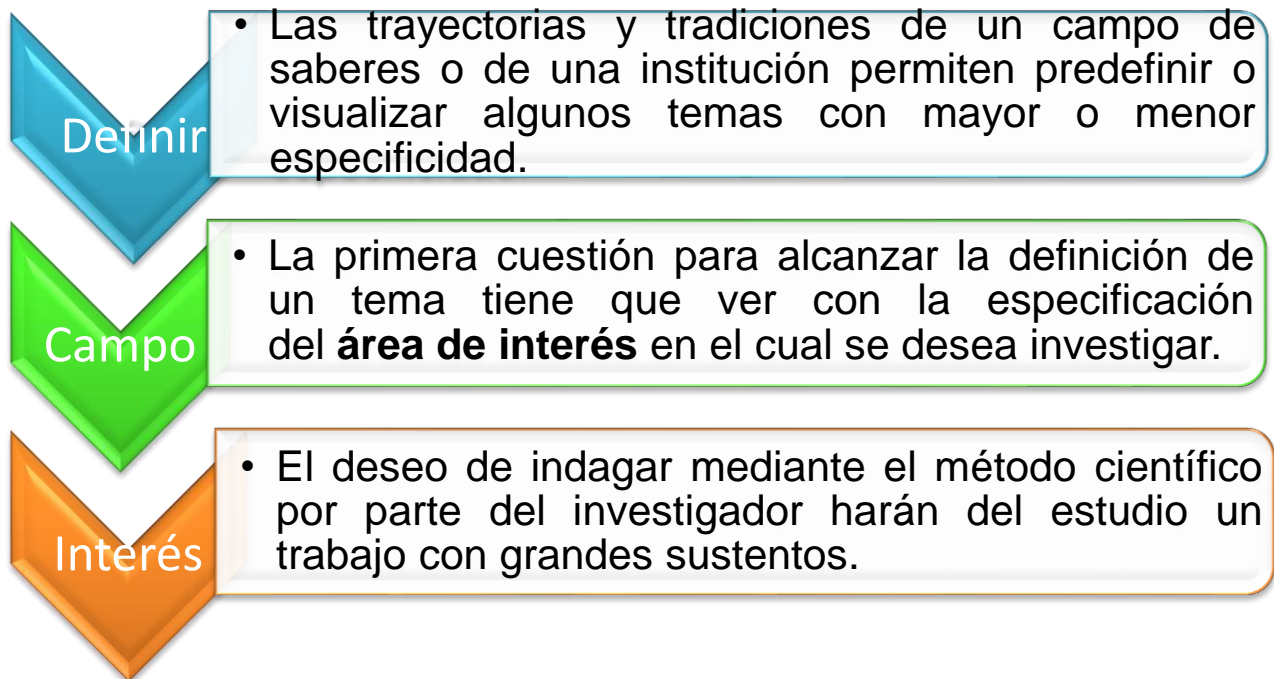 • Las trayectorias y tradiciones de un campo de
saberes o de una institución permiten predefinir o
visualizar algunos temas con mayor o menor
especificidad.
Definir
• La primera cuestión para alcanzar la definición de
un tema tiene que ver con la especificación
del área de interés en el cual se desea investigar.
Campo
• El deseo de indagar mediante el método científico
por parte del investigador harán del estudio un
trabajo con grandes sustentos.
Interés